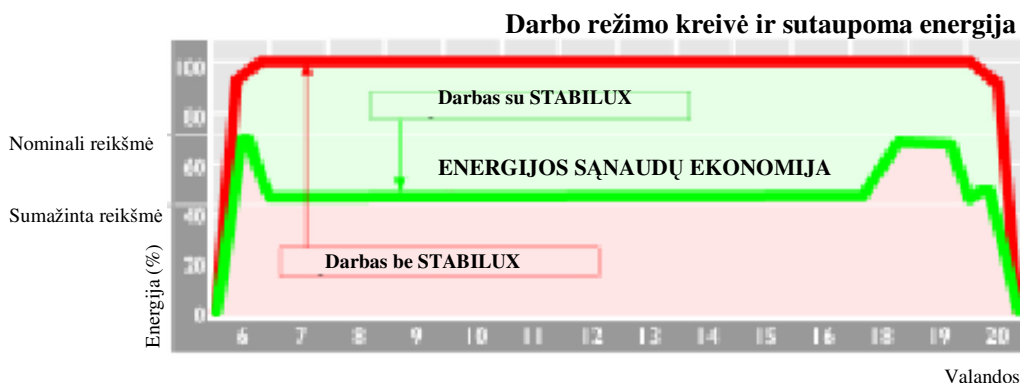 Darbo režimo kreivė ir sutaupoma energija
100
Darbas su STABILUX
80
Nominali reikšmė
60
ENERGIJOS SĄNAUDŲ EKONOMIJA
Sumažinta reikšmė
40
Darbas be STABILUX
20
0
Energija (%)
6 7 8 9 10 11 12 13 14 15 16 18 19 20
Valandos